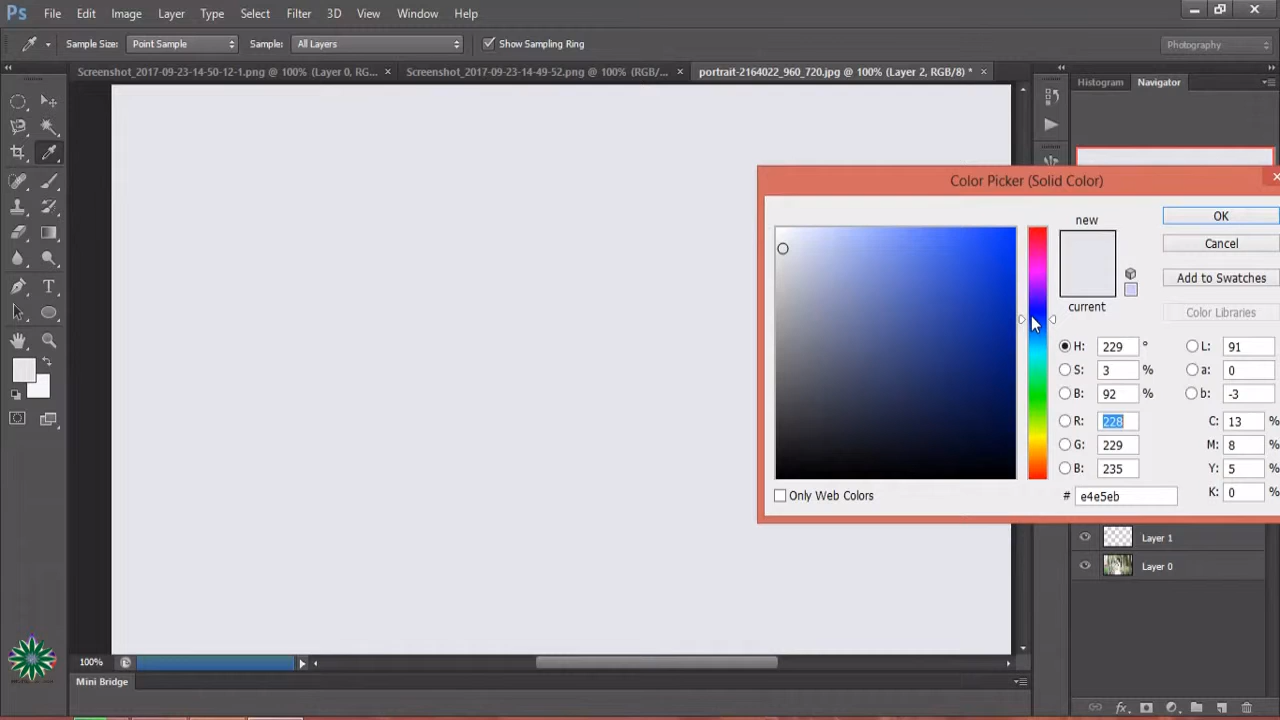 Ps File Edit Image Layer Type Select Filter 3D View Window Help
Sample Size: Point Sample Sample: All Layers Show Sampling Ring Photography
Screenshot_2017-09-23-14-50-12-1.png @ 100% (Layer 0, RG... × Screenshot_2017-09-23-14-49-52.png @ 100% (RGB/... × portrait-2164022_960_720.jpg @ 100% (Layer 2, RGB/8) * × Histogram Navigator
Color Picker (Solid Color)
new
OK
Cancel
Add to Swatches
current
Color Libraries
H: 229 ° L: 91
S: 3 % a: 0
B: 92 % b: -3
R: 228 C: 13 %
G: 229 M: 8 %
B: 235 Y: 5 %
# e4e5eb K: 0 %
Only Web Colors
Layer 1
Layer 0
100%
Mini Bridge